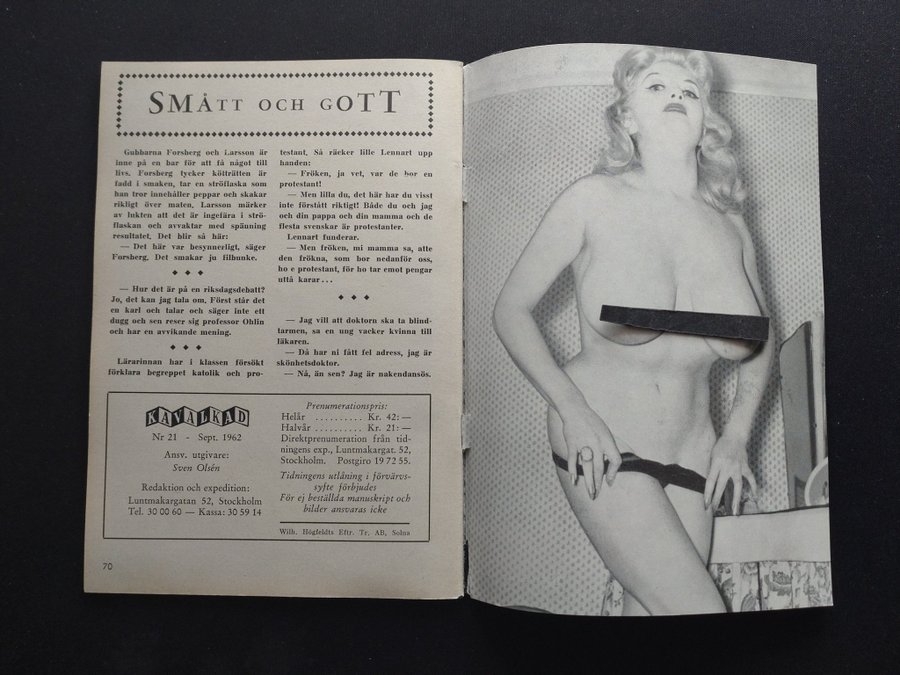 SMÅTT OCH GOTT
Gubbarna Forsberg och Larsson är
inne på en bar för att få något till
livs. Forsberg tycker kötträtten är
fadd i smaken, tar en ströflaska som
han tror innehåller peppar och skakar
rikligt över maten. Larsson märker
av lukten att det är ingefära i strö-
flaskan och avvaktar med spänning
resultatet. Det blir så här:
— Det här var besynnerligt, säger
Forsberg. Det smakar ju filbunke.
— Hur det är på en riksdagsdebatt?
Jo, det kan jag tala om. Först står det
en karl och talar och säger inte ett
dugg och sen reser sig professor Ohlin
och har en avvikande mening.
Lärarinnan har i klassen försökt
förklara begreppet katolik och pro-
testant. Så räcker lille Lennart upp
handen:
— Fröken, ja vet, var de bor en
protestant!
— Men lilla du, det här har du visst
inte förstått riktigt! Både du och jag
och din pappa och din mamma och de
flesta svenskar är protestanter.
Lennart funderar.
— Men fröken, mi mamma sa, atte
den frökna, som bor nedanför oss,
ho e protestant, för ho tar emot pengar
uttå karar...
— Jag vill att doktorn ska ta blind-
tarmen, sa en ung vacker kvinna till
läkaren.
— Då har ni fått fel adress, jag är
skönhetsdoktor.
— Nå, än sen? Jag är nakendansös.
KAVALKAD
Nr 21 - Sept. 1962
Ansv. utgivare:
Sven Olsén
Redaktion och expedition:
Luntmakargatan 52, Stockholm
Tel. 30 00 60 — Kassa: 30 59 14
Prenumerationspris:
Helår .......... Kr. 42: —
Halvår .......... Kr. 21: —
Direktprenumeration från tid-
ningens exp., Luntmakargat. 52,
Stockholm. Postgiro 19 72 55.
Tidningens utlåning i förvärvs-
syfte förbjudes
För ej beställda manuskript och
bilder ansvaras icke
Wilh. Högfeldts Eftr. Tr. AB, Solna
70